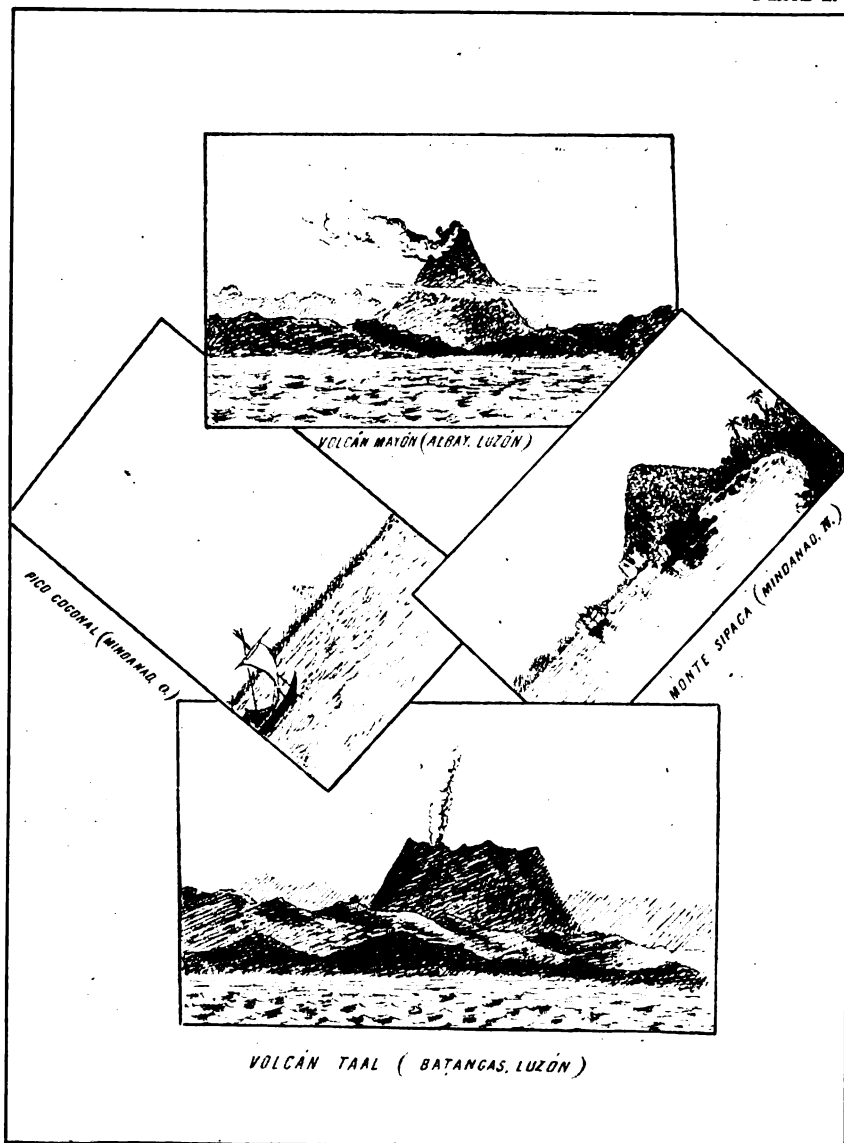 VOLCÁN MAYÓN (ALBAY, LUZÓN)
PICO COGONAL (MINDANAO, O.)
MONTE SIPACA (MINDANAO, N.)
VOLCÁN TAAL ( BATANGAS, LUZÓN )